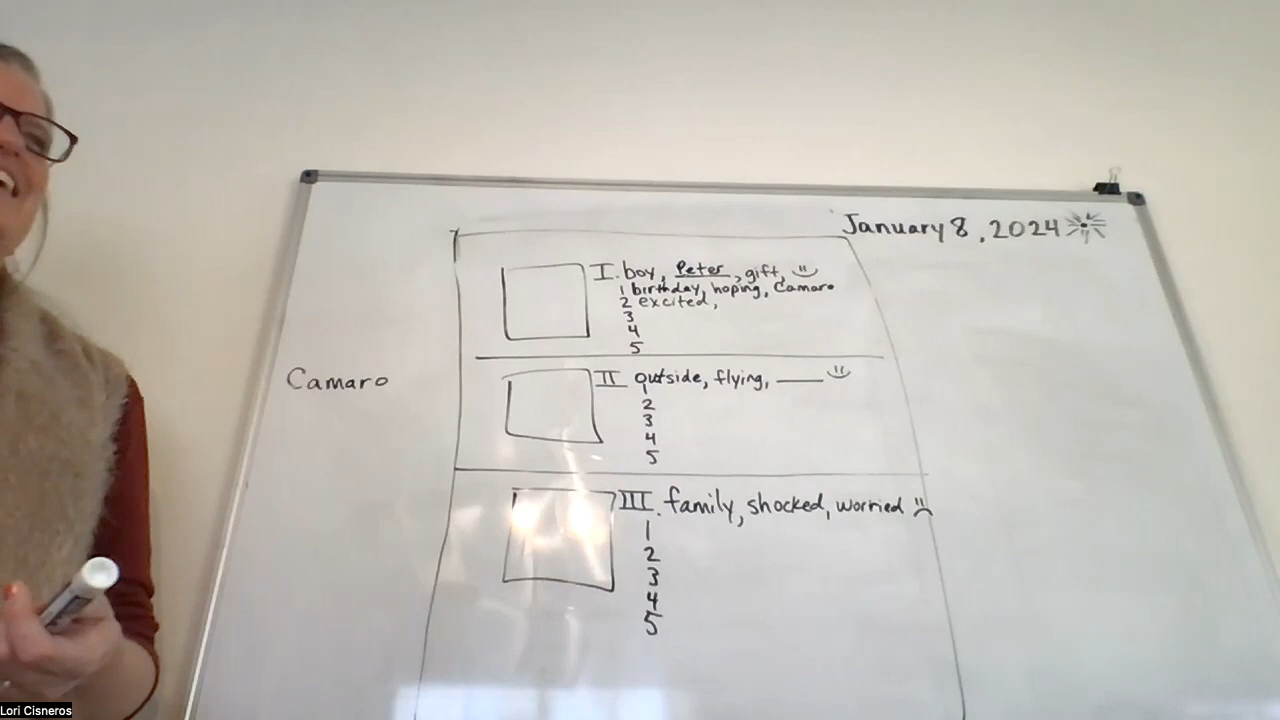 January 8, 2024
I. boy, Peter, gift,
1 birthday, hoping, Camaro
2 excited,
3
4
5
Camaro
II outside, flying, ____
1
2
3
4
5
III. family, shocked, worried
1
2
3
4
5
Lori Cisneros